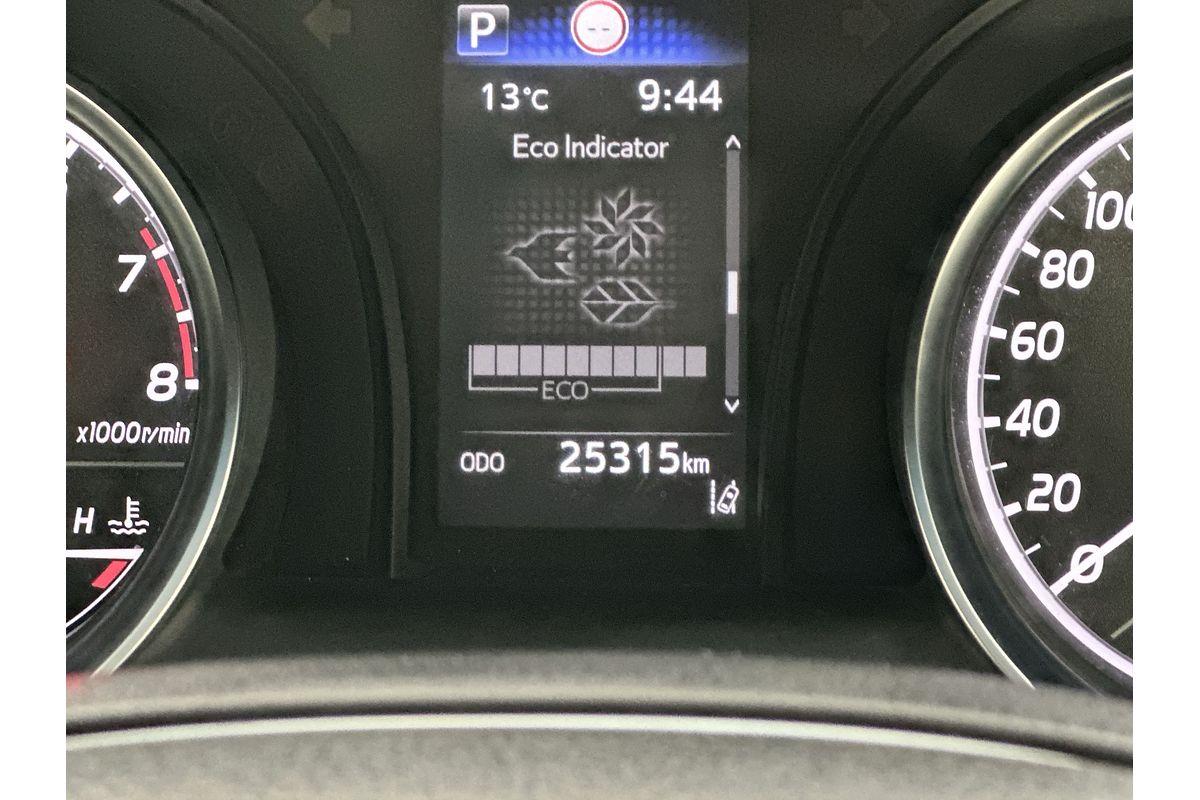 P --
13°C 9:44
Eco Indicator
ECO
ODO 25315km
7
8
x1000r/min
H
100
80
60
40
20
0